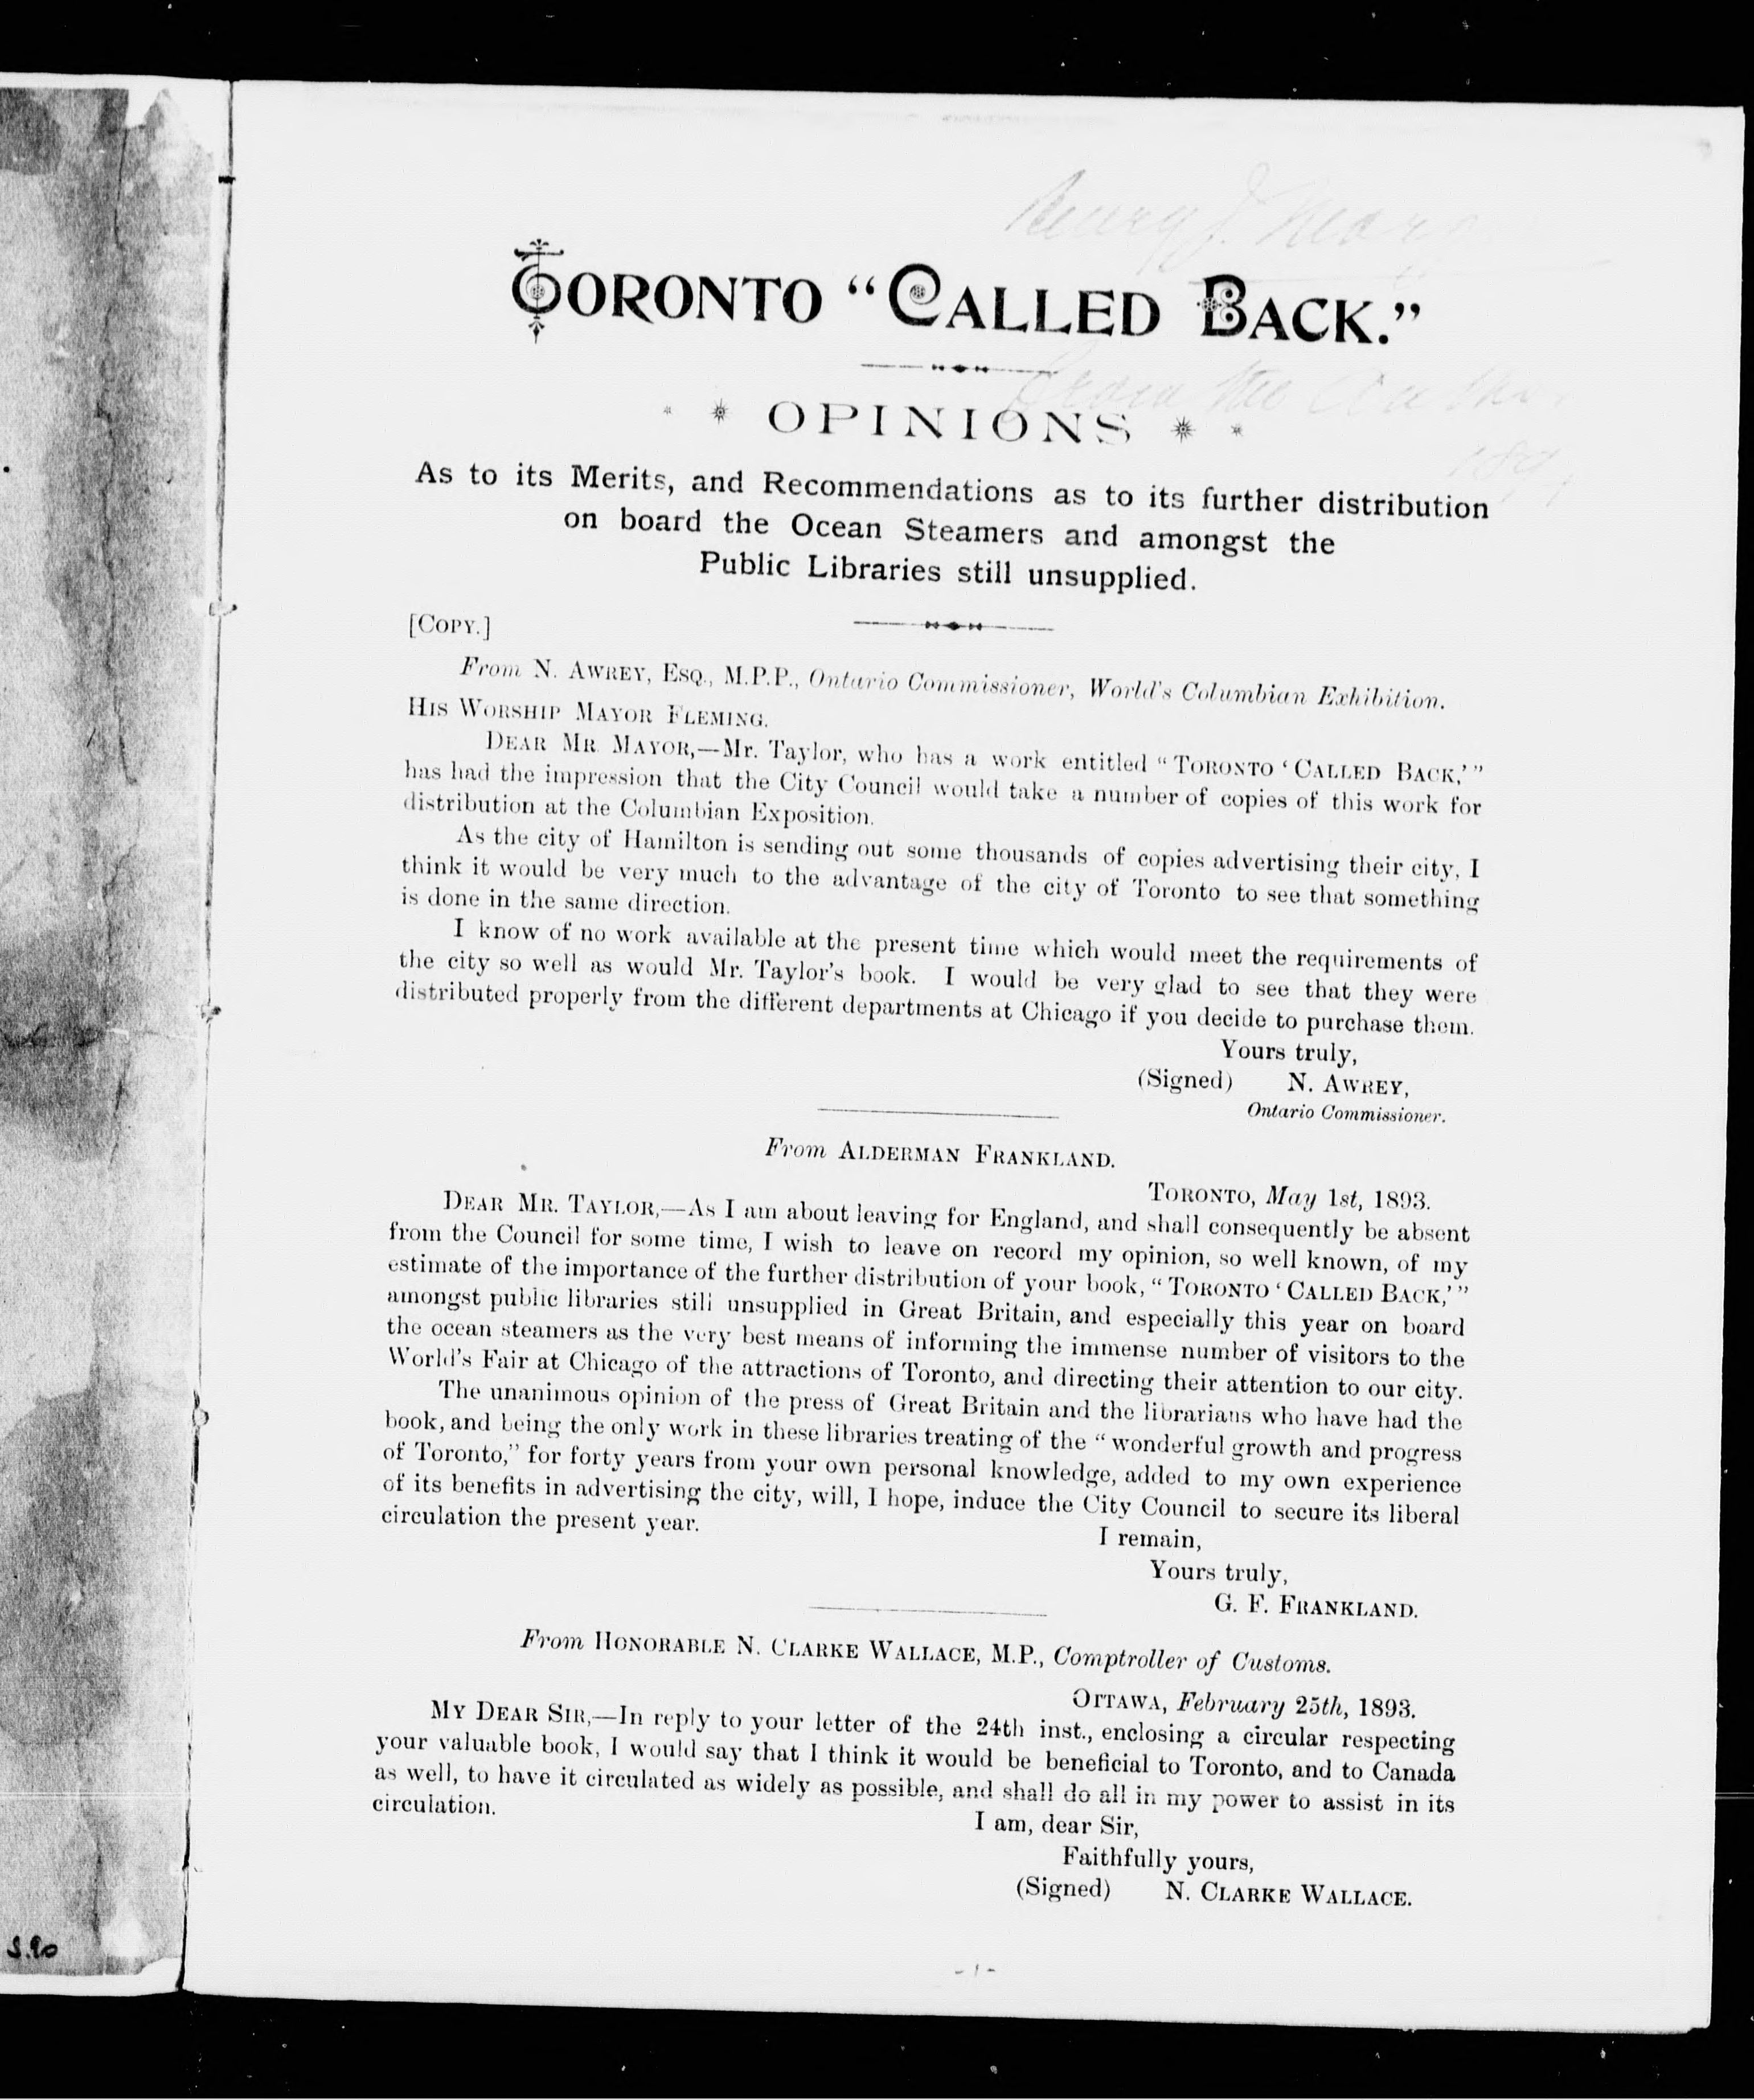 Henry J.
TORONTO "CALLED BACK."
from the Author
OPINIONS
As to its Merits, and Recommendations as to its further distribution
on board the Ocean Steamers and amongst the
Public Libraries still unsupplied.
[COPY.]
From N. AWREY, ESQ., M.P.P., Ontario Commissioner, World's Columbian Exhibition.
HIS WORSHIP MAYOR FLEMING.
DEAR MR. MAYOR,—Mr. Taylor, who has a work entitled "TORONTO 'CALLED BACK,'"
has had the impression that the City Council would take a number of copies of this work for
distribution at the Columbian Exposition.
As the city of Hamilton is sending out some thousands of copies advertising their city, I
think it would be very much to the advantage of the city of Toronto to see that something
is done in the same direction.
I know of no work available at the present time which would meet the requirements of
the city so well as would Mr. Taylor's book. I would be very glad to see that they were
distributed properly from the different departments at Chicago if you decide to purchase them.
Yours truly,
(Signed) N. AWREY,
Ontario Commissioner.
From ALDERMAN FRANKLAND.
TORONTO, May 1st, 1893.
DEAR MR. TAYLOR,—As I am about leaving for England, and shall consequently be absent
from the Council for some time, I wish to leave on record my opinion, so well known, of my
estimate of the importance of the further distribution of your book, "TORONTO 'CALLED BACK,'"
amongst public libraries still unsupplied in Great Britain, and especially this year on board
the ocean steamers as the very best means of informing the immense number of visitors to the
World's Fair at Chicago of the attractions of Toronto, and directing their attention to our city.
The unanimous opinion of the press of Great Britain and the librarians who have had the
book, and being the only work in these libraries treating of the "wonderful growth and progress
of Toronto," for forty years from your own personal knowledge, added to my own experience
of its benefits in advertising the city, will, I hope, induce the City Council to secure its liberal
circulation the present year.
I remain,
Yours truly,
G. F. FRANKLAND.
From HONORABLE N. CLARKE WALLACE, M.P., Comptroller of Customs.
OTTAWA, February 25th, 1893.
MY DEAR SIR,—In reply to your letter of the 24th inst., enclosing a circular respecting
your valuable book, I would say that I think it would be beneficial to Toronto, and to Canada
as well, to have it circulated as widely as possible, and shall do all in my power to assist in its
circulation.
I am, dear Sir,
Faithfully yours,
(Signed) N. CLARKE WALLACE.
-1-